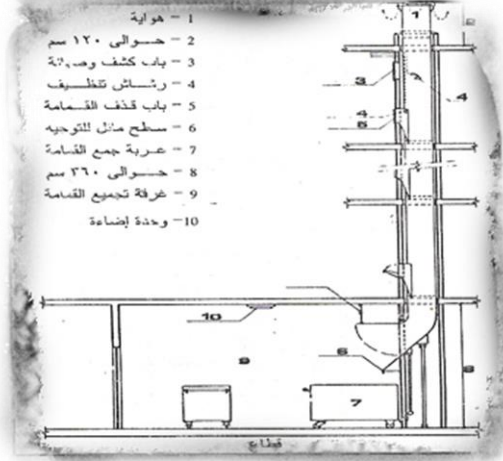 1 - هواية
2 - حوالى ١٢٠ سم
3 - باب كشف وصيانة
4 - رشاش تنظيف
5 - باب قذف القمامة
6 - سطح مائل للتوجيه
7 - عربة جمع القمامة
8 - حوالى ٣٦٠ سم
9 - غرفة تجميع القمامة
10- وحدة إضاءة
1
3
4
4
5
10
9
6
7
8
قطاع